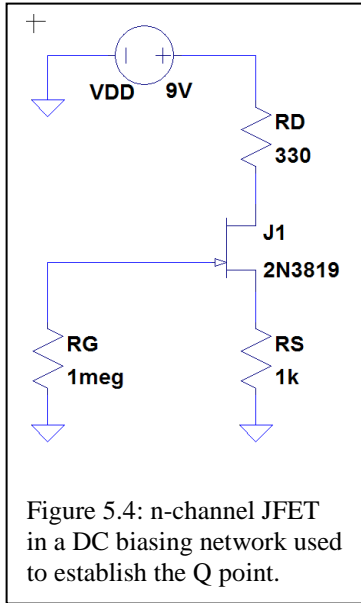 VDD 9V
RD
330
J1
2N3819
RG
1meg
RS
1k
Figure 5.4: n-channel JFET
in a DC biasing network used
to establish the Q point.